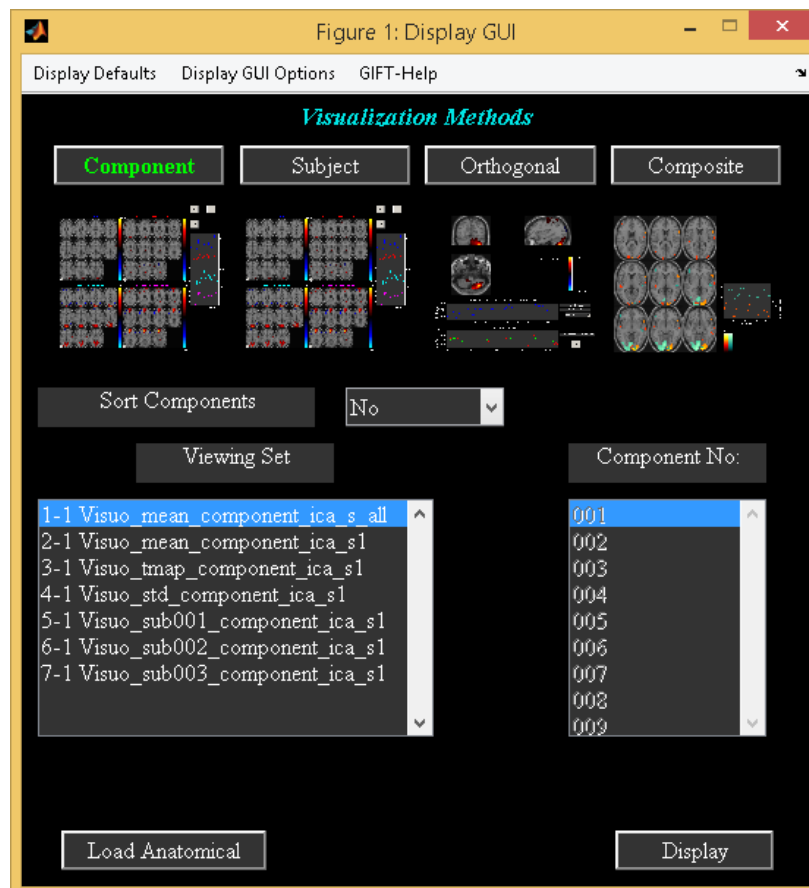 Figure 1: Display GUI
Display Defaults Display GUI Options GIFT-Help
Visualization Methods
Component Subject Orthogonal Composite
Sort Components No
Viewing Set Component No:
1-1 Visuo_mean_component_ica_s_all
2-1 Visuo_mean_component_ica_s1
3-1 Visuo_tmap_component_ica_s1
4-1 Visuo_std_component_ica_s1
5-1 Visuo_sub001_component_ica_s1
6-1 Visuo_sub002_component_ica_s1
7-1 Visuo_sub003_component_ica_s1
001
002
003
004
005
006
007
008
009
Load Anatomical Display